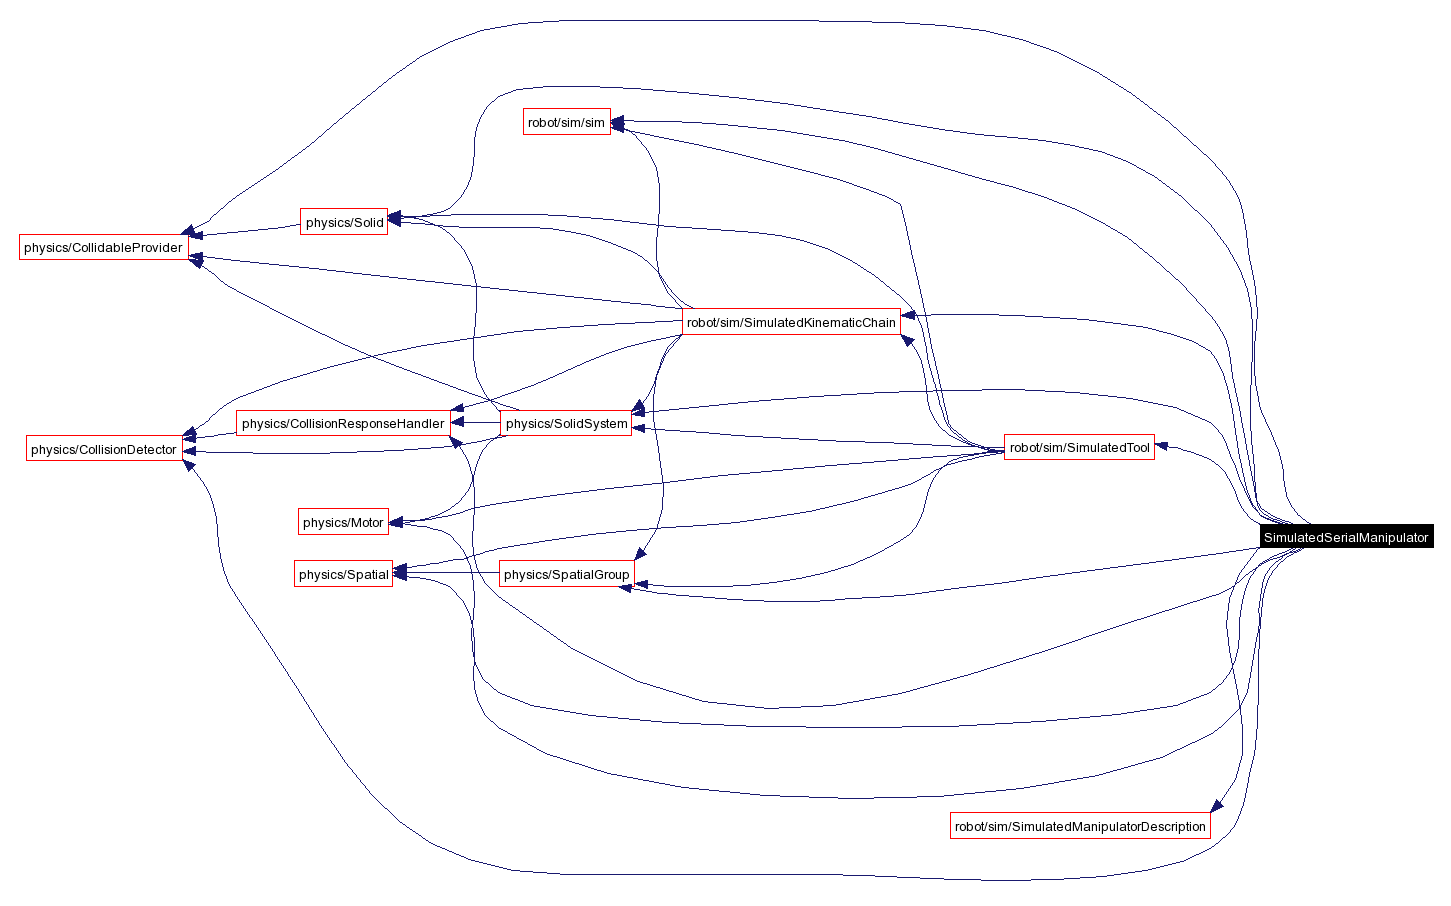 robot/sim/sim
physics/Solid
physics/CollidableProvider
robot/sim/SimulatedKinematicChain
physics/CollisionResponseHandler
physics/SolidSystem
physics/CollisionDetector
robot/sim/SimulatedTool
physics/Motor
SimulatedSerialManipulator
physics/Spatial
physics/SpatialGroup
robot/sim/SimulatedManipulatorDescription